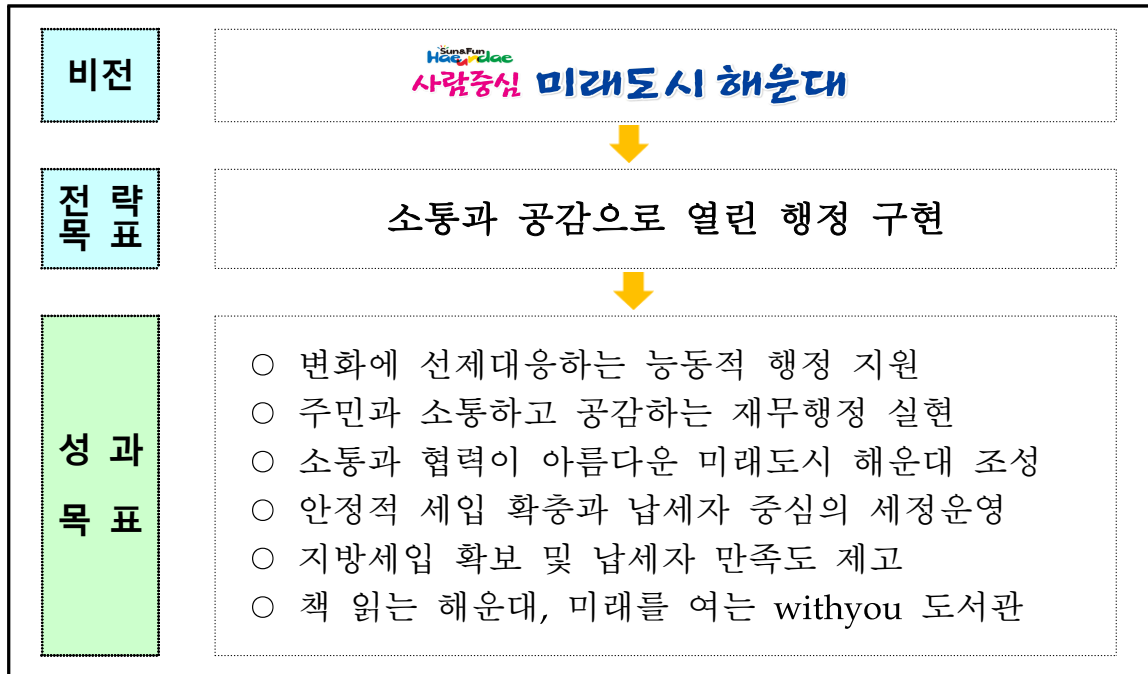 비전
Sun&Fun
Haeundae
사람중심 미래도시 해운대
전 략
목 표
소통과 공감으로 열린 행정 구현
성 과
목 표
○ 변화에 선제대응하는 능동적 행정 지원
○ 주민과 소통하고 공감하는 재무행정 실현
○ 소통과 협력이 아름다운 미래도시 해운대 조성
○ 안정적 세입 확충과 납세자 중심의 세정운영
○ 지방세입 확보 및 납세자 만족도 제고
○ 책 읽는 해운대, 미래를 여는 withyou 도서관